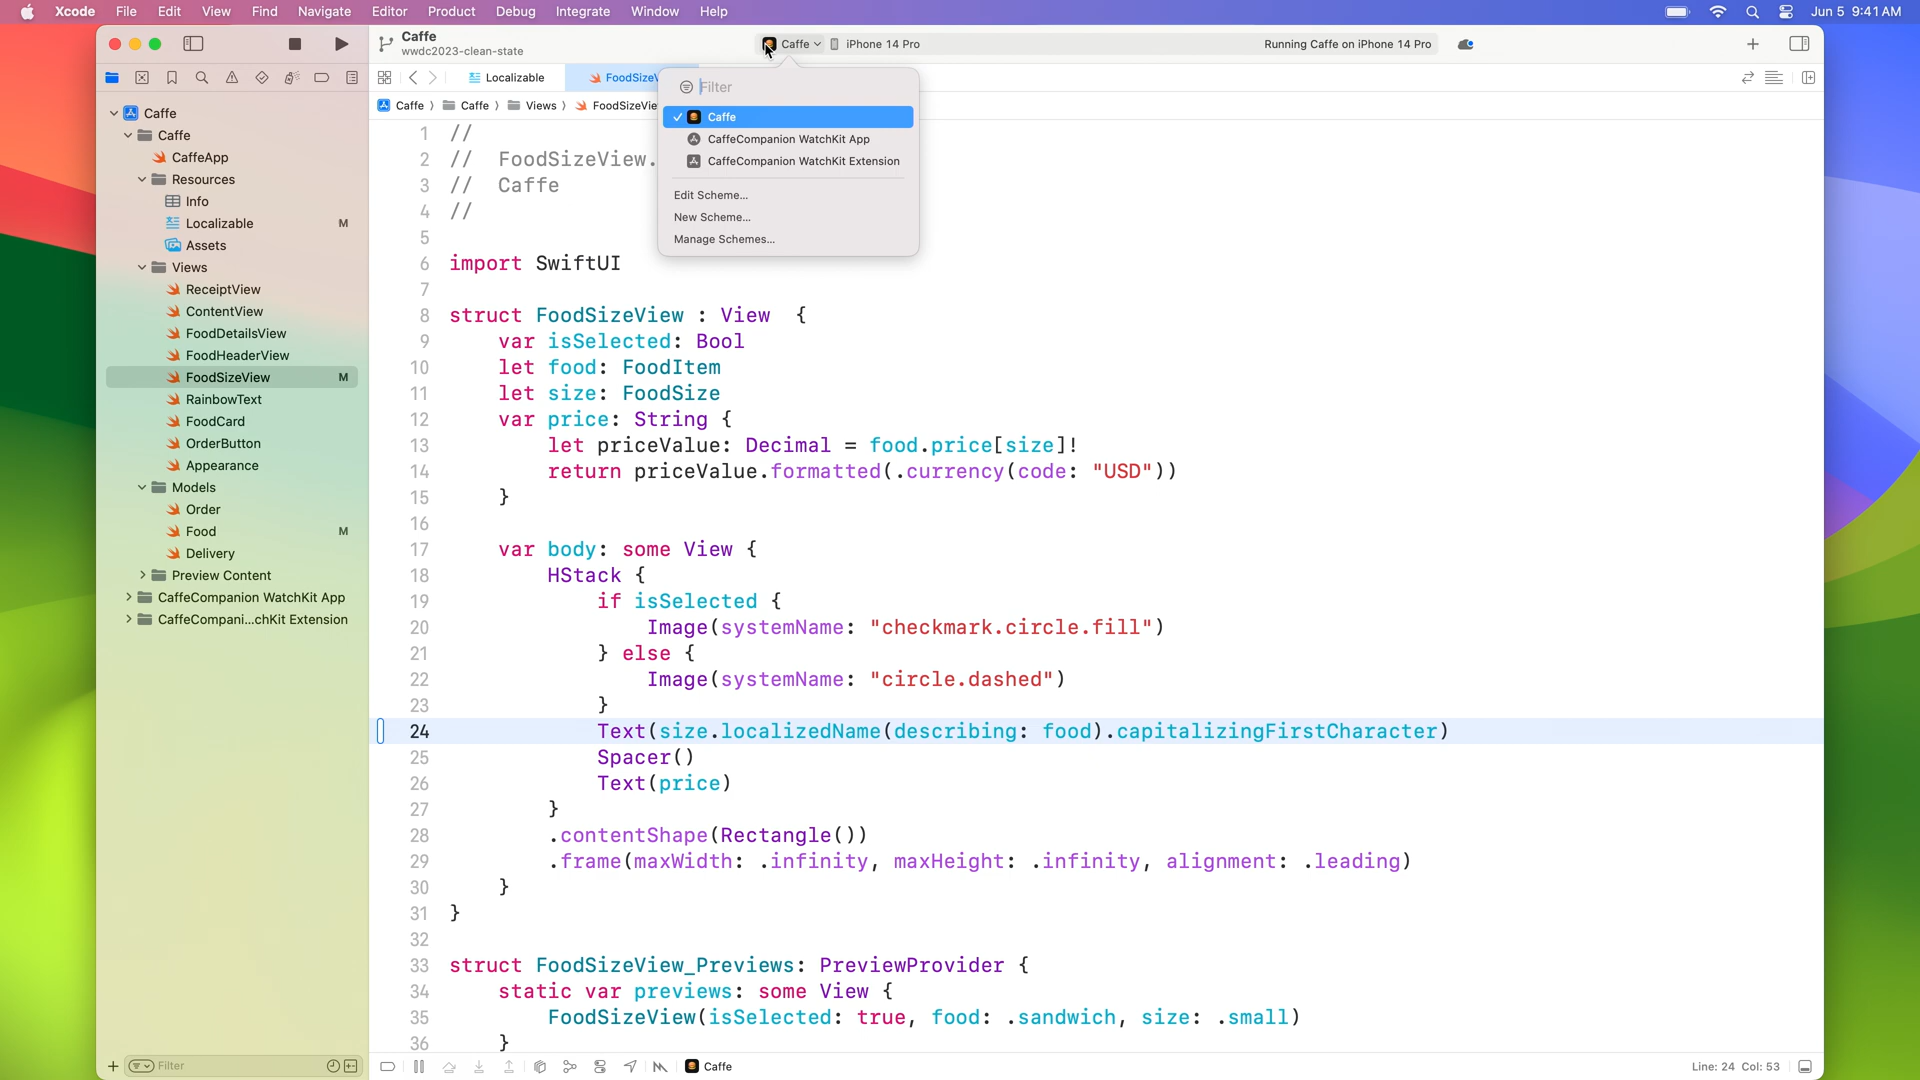 Xcode File Edit View Find Navigate Editor Product Debug Integrate Window Help
Jun 5 9:41 AM
Caffe
wwdc2023-clean-state
Caffe
iPhone 14 Pro
Running Caffe on iPhone 14 Pro
Localizable
FoodSizeV
Caffe
Caffe
Views
FoodSizeVie
Filter
Caffe
CaffeCompanion WatchKit App
CaffeCompanion WatchKit Extension
Edit Scheme...
New Scheme...
Manage Schemes...
Caffe
Caffe
CaffeApp
Resources
Info
Localizable M
Assets
Views
ReceiptView
ContentView
FoodDetailsView
FoodHeaderView
FoodSizeView M
RainbowText
FoodCard
OrderButton
Appearance
Models
Order
Food M
Delivery
Preview Content
CaffeCompanion WatchKit App
CaffeCompani...chKit Extension
Filter
1 //
2 //  FoodSizeView.
3 //  Caffe
4 //
5
6 import SwiftUI
7
8 struct FoodSizeView : View  {
9     var isSelected: Bool
10     let food: FoodItem
11     let size: FoodSize
12     var price: String {
13         let priceValue: Decimal = food.price[size]!
14         return priceValue.formatted(.currency(code: "USD"))
15     }
16
17     var body: some View {
18         HStack {
19             if isSelected {
20                 Image(systemName: "checkmark.circle.fill")
21             } else {
22                 Image(systemName: "circle.dashed")
23             }
24             Text(size.localizedName(describing: food).capitalizingFirstCharacter)
25             Spacer()
26             Text(price)
27         }
28         .contentShape(Rectangle())
29         .frame(maxWidth: .infinity, maxHeight: .infinity, alignment: .leading)
30     }
31 }
32
33 struct FoodSizeView_Previews: PreviewProvider {
34     static var previews: some View {
35         FoodSizeView(isSelected: true, food: .sandwich, size: .small)
36     }
Caffe
Line: 24 Col: 53